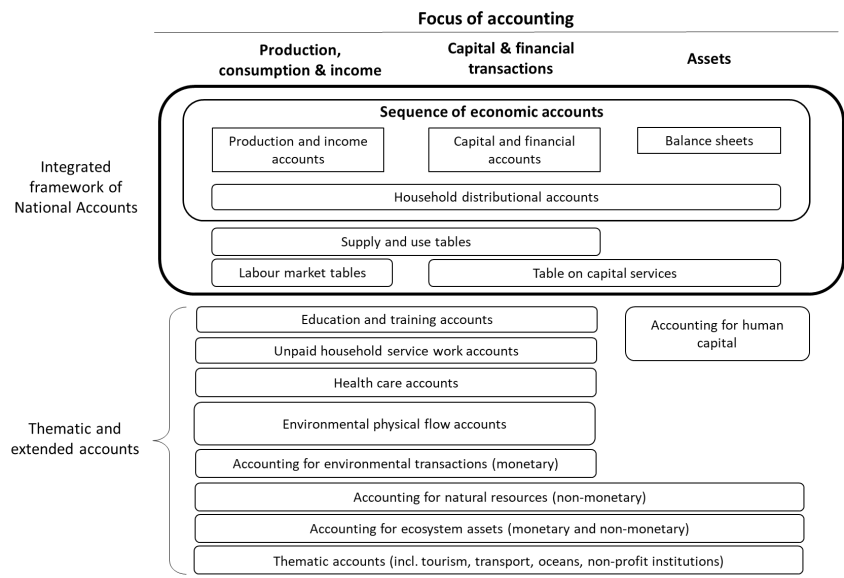 Focus of accounting
Production,
consumption & income
Capital & financial
transactions
Assets
Integrated
framework of
National Accounts
Sequence of economic accounts
Production and income
accounts
Capital and financial
accounts
Balance sheets
Household distributional accounts
Supply and use tables
Labour market tables
Table on capital services
Thematic and
extended accounts
Education and training accounts
Accounting for human
capital
Unpaid household service work accounts
Health care accounts
Environmental physical flow accounts
Accounting for environmental transactions (monetary)
Accounting for natural resources (non-monetary)
Accounting for ecosystem assets (monetary and non-monetary)
Thematic accounts (incl. tourism, transport, oceans, non-profit institutions)